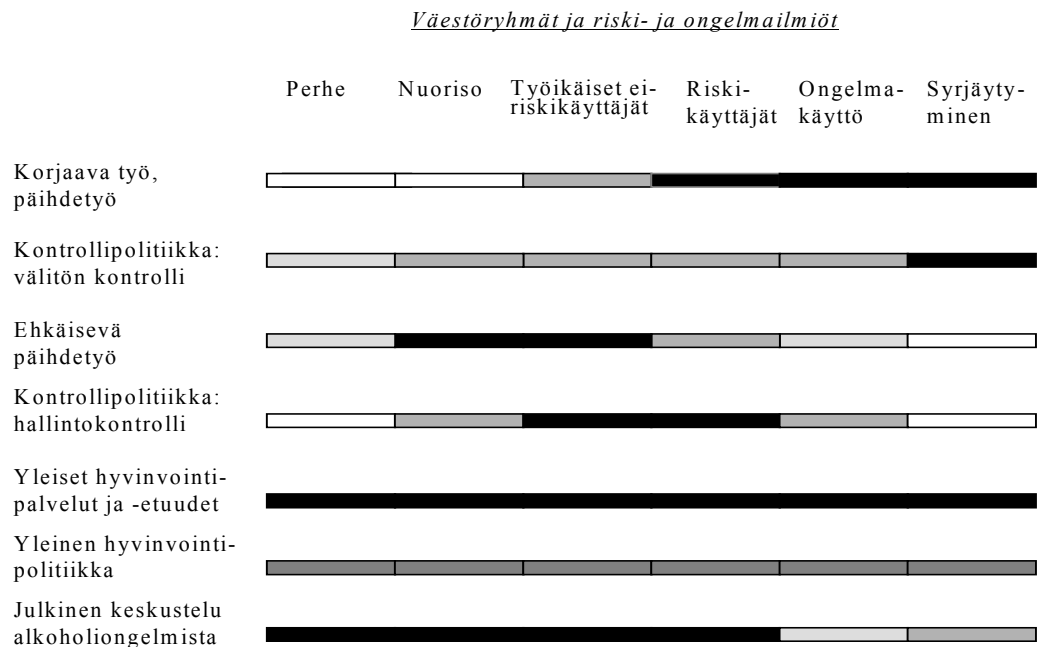 Väestöryhmät ja riski- ja ongelmailmiöt
Perhe Nuoriso Työikäiset ei- Riski- Ongelma- Syrjäyty-
riskikäyttäjät käyttäjät käyttö minen
Korjaava työ,
päihdetyö
Kontrollipolitiikka:
välitön kontrolli
Ehkäisevä
päihdetyö
Kontrollipolitiikka:
hallintokontrolli
Yleiset hyvinvointi-
palvelut ja -etuudet
Yleinen hyvinvointi-
politiikka
Julkinen keskustelu
alkoholiongelmista